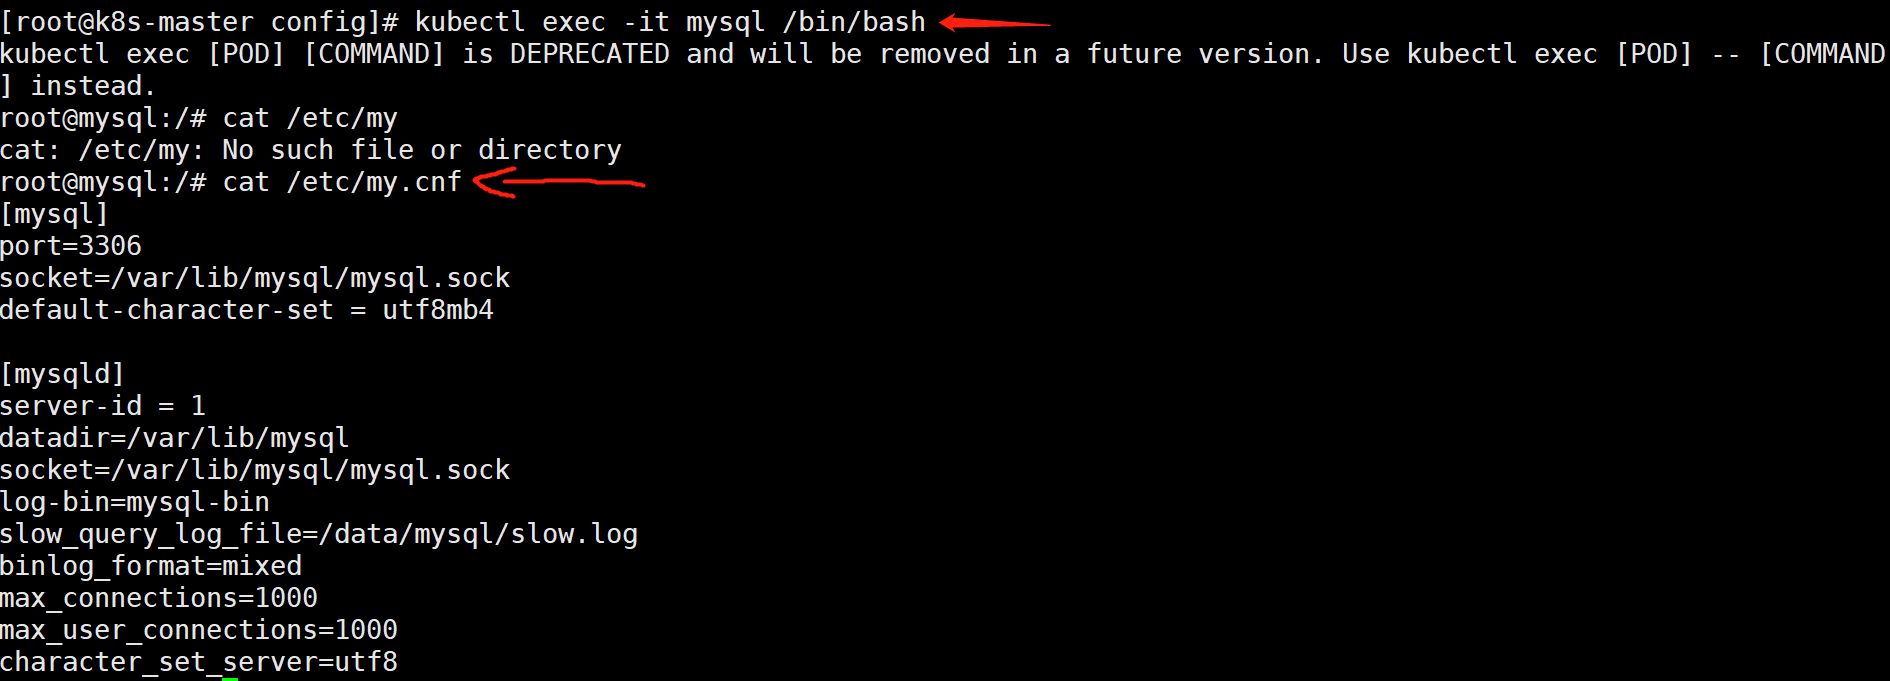 [root@k8s-master config]# kubectl exec -it mysql /bin/bash
kubectl exec [POD] [COMMAND] is DEPRECATED and will be removed in a future version. Use kubectl exec [POD] -- [COMMAND
] instead.
root@mysql:/# cat /etc/my
cat: /etc/my: No such file or directory
root@mysql:/# cat /etc/my.cnf
[mysql]
port=3306
socket=/var/lib/mysql/mysql.sock
default-character-set = utf8mb4

[mysqld]
server-id = 1
datadir=/var/lib/mysql
socket=/var/lib/mysql/mysql.sock
log-bin=mysql-bin
slow_query_log_file=/data/mysql/slow.log
binlog_format=mixed
max_connections=1000
max_user_connections=1000
character_set_server=utf8